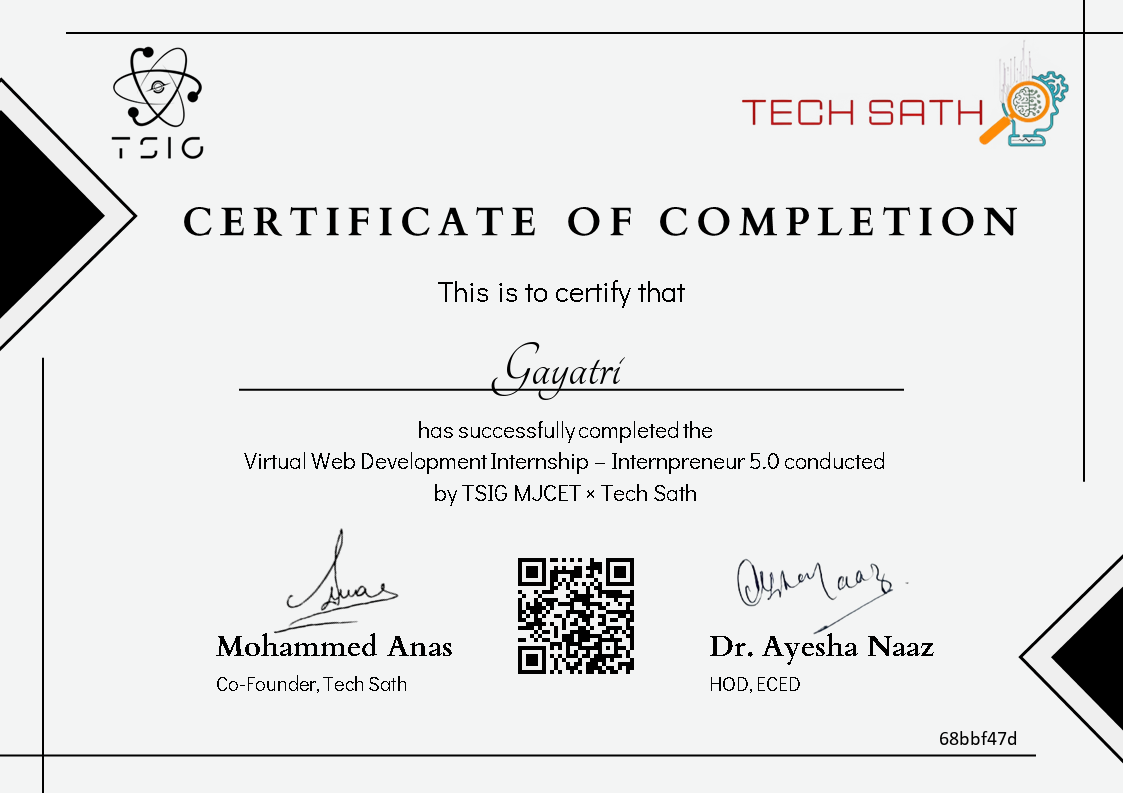 TSIG
TECH SATH
CERTIFICATE OF COMPLETION
This is to certify that
Gayatri
has successfully completed the
Virtual Web Development Internship – Internpreneur 5.0 conducted
by TSIG MJCET × Tech Sath
Anas
Ayesha Naaz
Mohammed Anas
Dr. Ayesha Naaz
Co-Founder, Tech Sath
HOD, ECED
68bbf47d